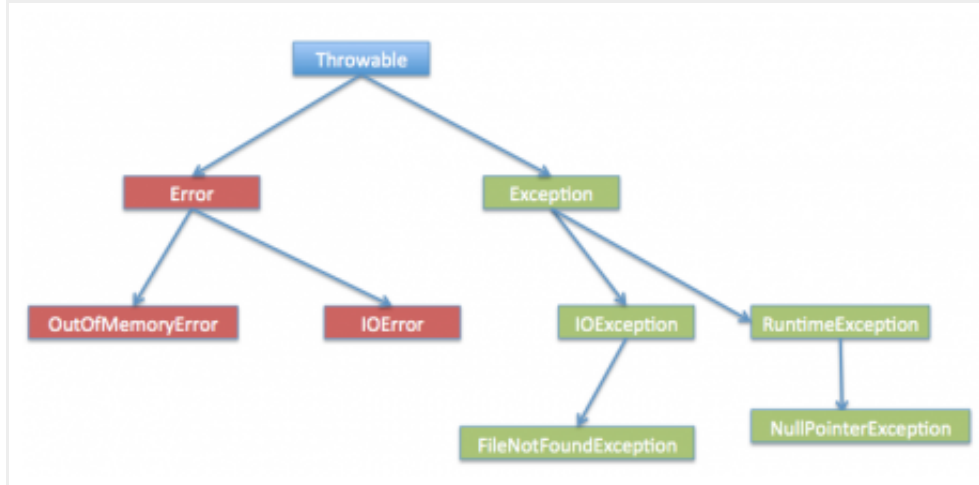 Throwable
Error
Exception
OutOfMemoryError
IOError
IOException
RuntimeException
FileNotFoundException
NullPointerException